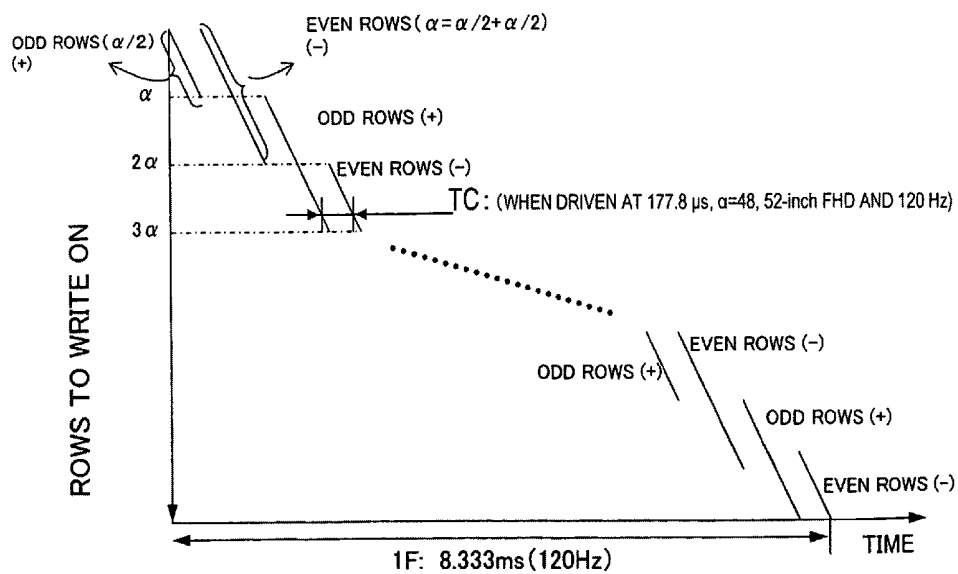 ODD ROWS(α/2)
(+)
EVEN ROWS(α=α/2+α/2)
(-)
α
ODD ROWS (+)
2α
EVEN ROWS (-)
TC: (WHEN DRIVEN AT 177.8 µs, α=48, 52-inch FHD AND 120 Hz)
3α
ROWS TO WRITE ON
EVEN ROWS (-)
ODD ROWS (+)
ODD ROWS (+)
EVEN ROWS (-)
TIME
1F: 8.333ms(120Hz)